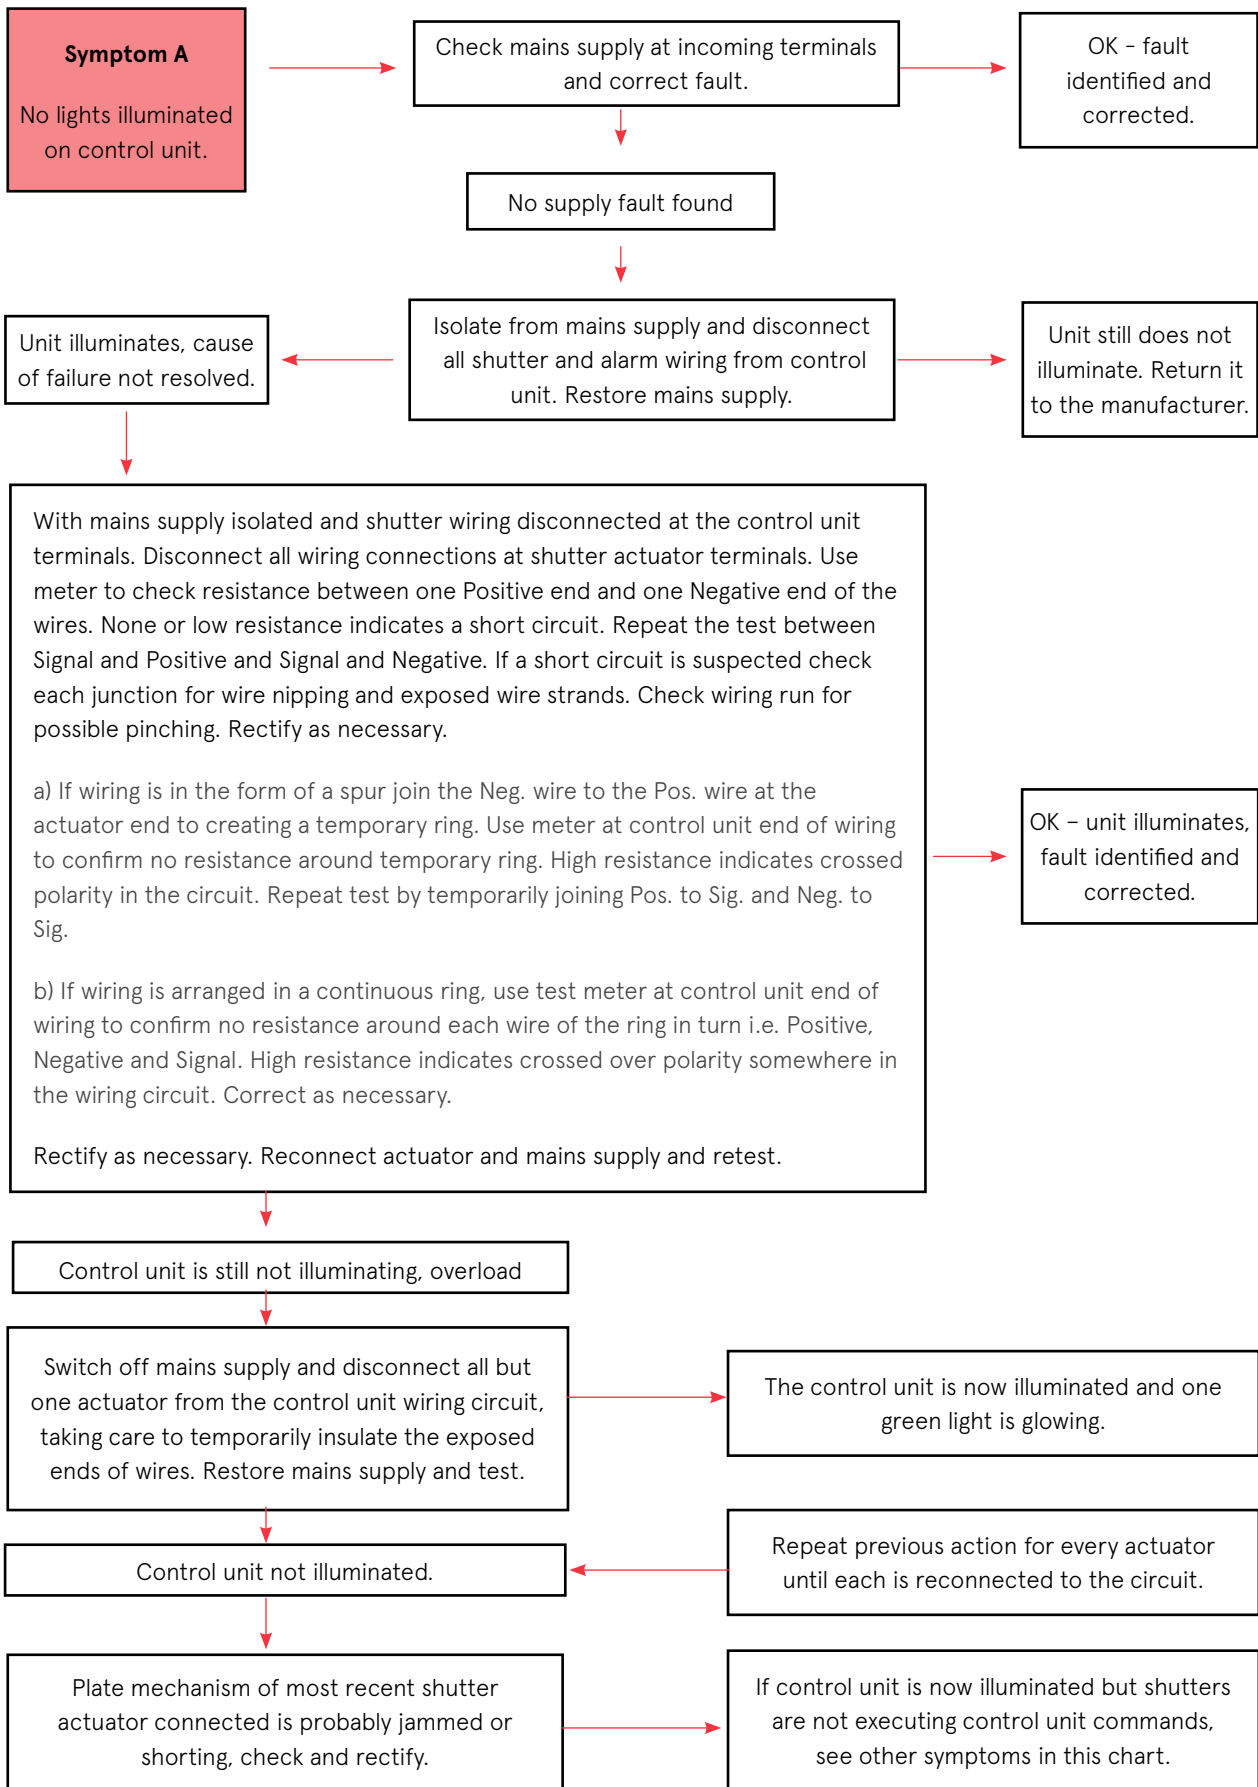 Symptom A
No lights illuminated
on control unit.
Check mains supply at incoming terminals
and correct fault.
OK - fault
identified and
corrected.
No supply fault found
Unit illuminates, cause
of failure not resolved.
Isolate from mains supply and disconnect
all shutter and alarm wiring from control
unit. Restore mains supply.
Unit still does not
illuminate. Return it
to the manufacturer.
With mains supply isolated and shutter wiring disconnected at the control unit
terminals. Disconnect all wiring connections at shutter actuator terminals. Use
meter to check resistance between one Positive end and one Negative end of the
wires. None or low resistance indicates a short circuit. Repeat the test between
Signal and Positive and Signal and Negative. If a short circuit is suspected check
each junction for wire nipping and exposed wire strands. Check wiring run for
possible pinching. Rectify as necessary.
a) If wiring is in the form of a spur join the Neg. wire to the Pos. wire at the
actuator end to creating a temporary ring. Use meter at control unit end of wiring
to confirm no resistance around temporary ring. High resistance indicates crossed
polarity in the circuit. Repeat test by temporarily joining Pos. to Sig. and Neg. to
Sig.
b) If wiring is arranged in a continuous ring, use test meter at control unit end of
wiring to confirm no resistance around each wire of the ring in turn i.e. Positive,
Negative and Signal. High resistance indicates crossed over polarity somewhere in
the wiring circuit. Correct as necessary.
Rectify as necessary. Reconnect actuator and mains supply and retest.
OK – unit illuminates,
fault identified and
corrected.
Control unit is still not illuminating, overload
Switch off mains supply and disconnect all but
one actuator from the control unit wiring circuit,
taking care to temporarily insulate the exposed
ends of wires. Restore mains supply and test.
The control unit is now illuminated and one
green light is glowing.
Control unit not illuminated.
Repeat previous action for every actuator
until each is reconnected to the circuit.
Plate mechanism of most recent shutter
actuator connected is probably jammed or
shorting, check and rectify.
If control unit is now illuminated but shutters
are not executing control unit commands,
see other symptoms in this chart.